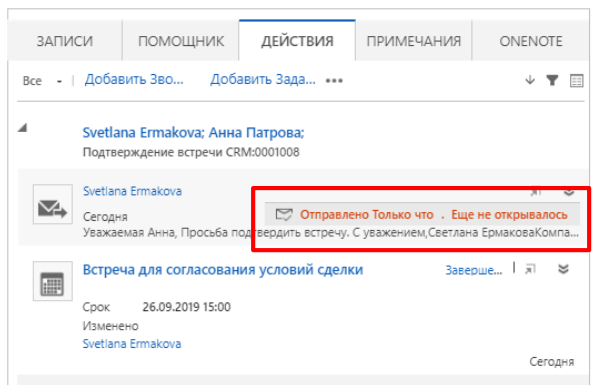 ЗАПИСИ ПОМОЩНИК ДЕЙСТВИЯ ПРИМЕЧАНИЯ ONENOTE
Все Добавить Зво... Добавить Зада... •••
Svetlana Ermakova; Анна Патрова;
Подтверждение встречи CRM:0001008
Svetlana Ermakova
Сегодня
Отправлено Только что . Еще не открывалось
Уважаемая Анна, Просьба подтвердить встречу. С уважением,Светлана ЕрмаковаКомпа...
Встреча для согласования условий сделки Заверше...
Срок 26.09.2019 15:00
Изменено
Svetlana Ermakova
Сегодня